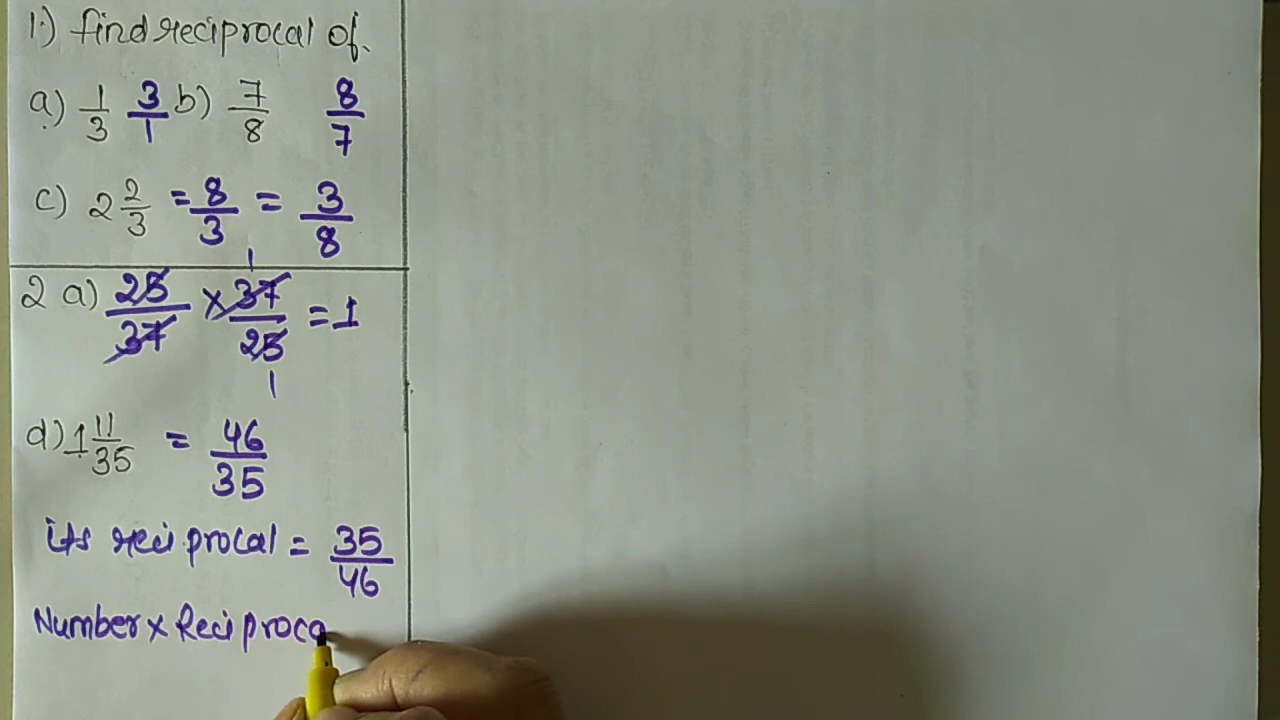 1.) find reciprocal of.
a) 1/3 3/1 b) 7/8 8/7
c) 2 2/3 = 8/3 = 3/8
2 a) 25/37 × 37/25 = 1
1
1
d) 1 11/35 = 46/35
its reciprocal = 35/46
Number × Reciproca